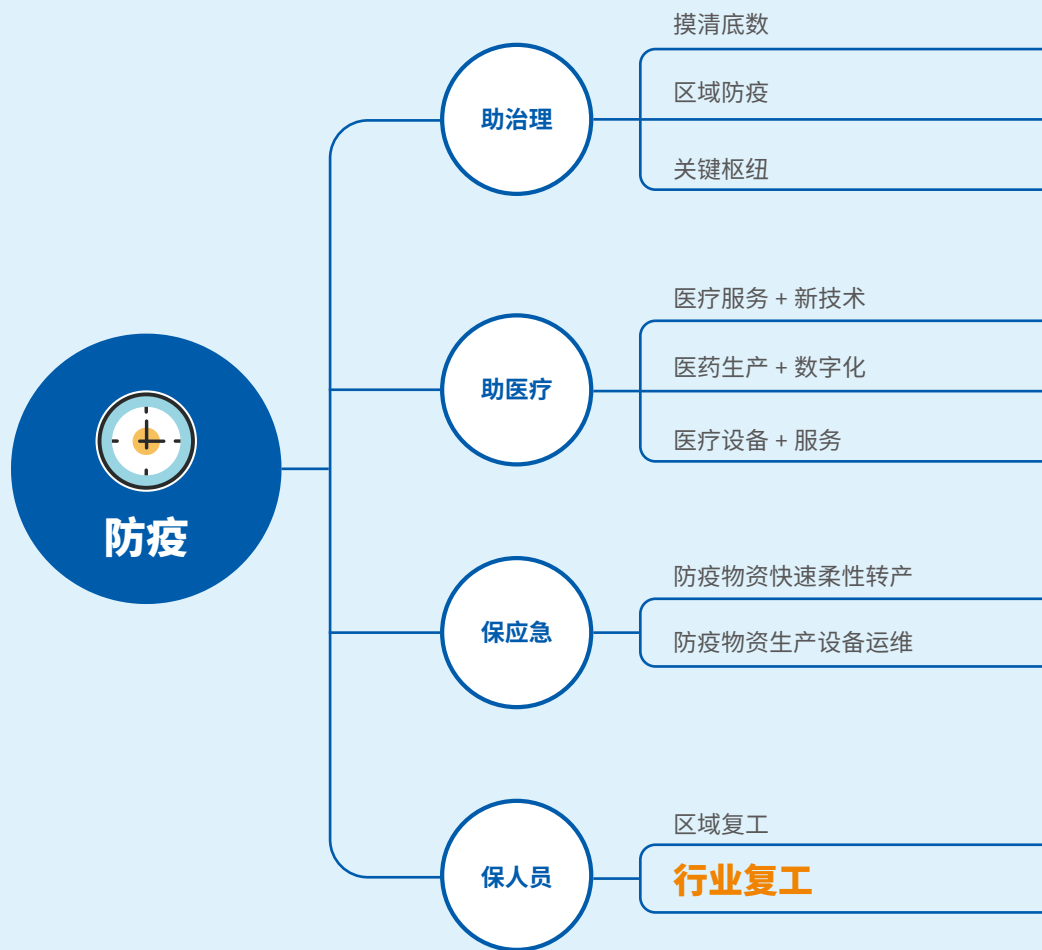 防疫
助治理
摸清底数
区域防疫
关键枢纽
助医疗
医疗服务 + 新技术
医药生产 + 数字化
医疗设备 + 服务
保应急
防疫物资快速柔性转产
防疫物资生产设备运维
保人员
区域复工
行业复工